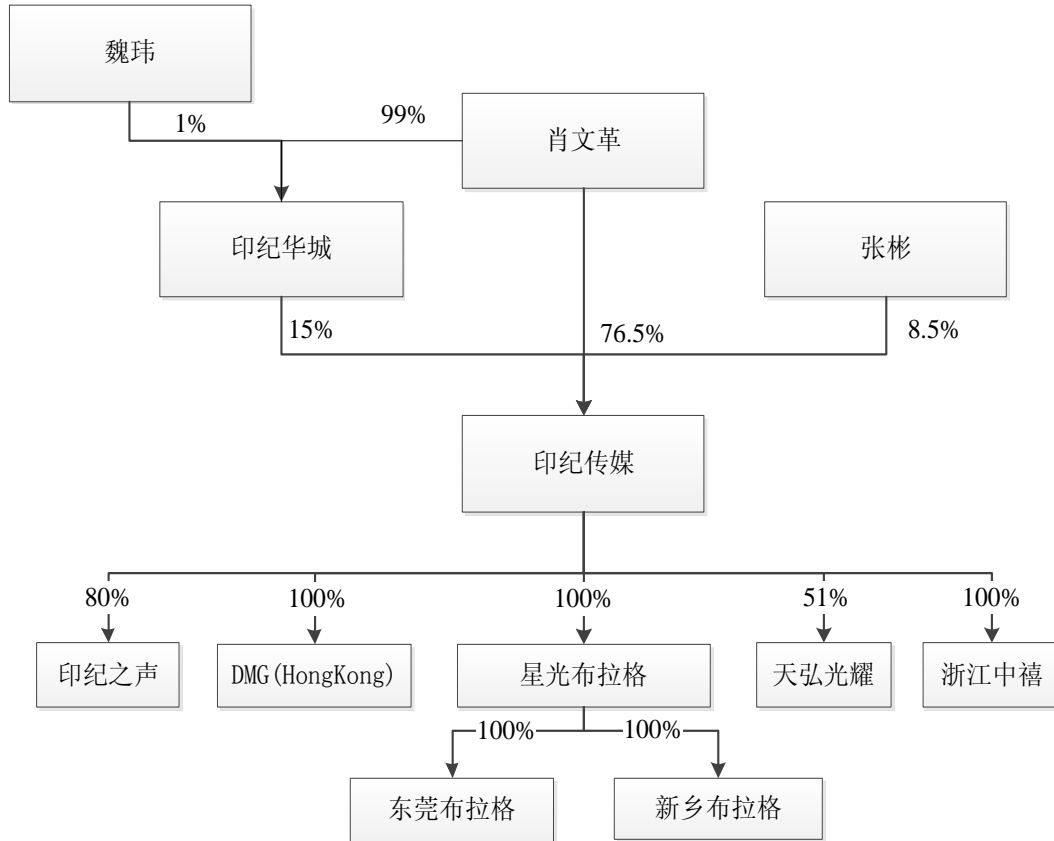 魏玮
1%
99%
肖文革
印纪华城
张彬
15%
76.5%
8.5%
印纪传媒
80%
100%
100%
51%
100%
印纪之声
DMG(HongKong)
星光布拉格
天弘光耀
浙江中禧
100%
100%
东莞布拉格
新乡布拉格